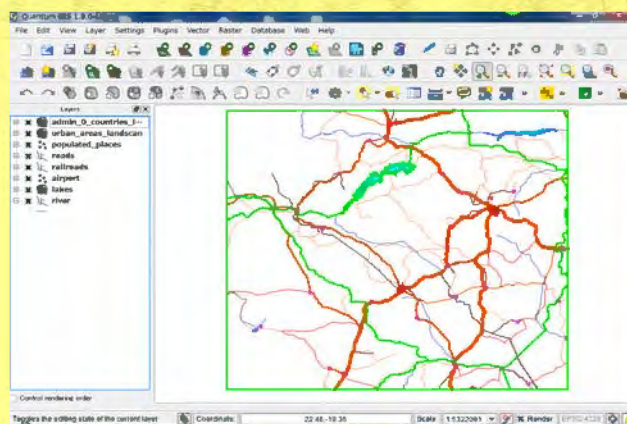 Quantum GIS 1.8.0-Lisboa
File Edit View Layer Settings Plugins Vector Raster Database Web Help
Layers
admin_0_countries_l...
urban_areas_landscan
populated_places
roads
railroads
airport
lakes
river
Control rendering order
Toggles the editing state of the current layer
Coordinate:
Scale
Render